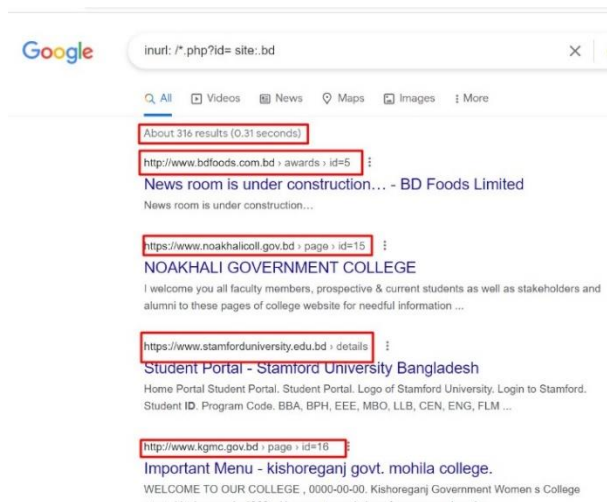 Google
inurl: /*.php?id= site:.bd
All Videos News Maps Images More
About 316 results (0.31 seconds)
http://www.bdfoods.com.bd › awards › id=5
News room is under construction… - BD Foods Limited
News room is under construction…
https://www.noakhalicoll.gov.bd › page › id=15
NOAKHALI GOVERNMENT COLLEGE
I welcome you all faculty members, prospective & current students as well as stakeholders and
alumni to these pages of college website for needful information ...
https://www.stamforduniversity.edu.bd › details
Student Portal - Stamford University Bangladesh
Home Portal Student Portal. Student Portal. Logo of Stamford University. Login to Stamford.
Student ID. Program Code. BBA, BPH, EEE, MBO, LLB, CEN, ENG, FLM ...
http://www.kgmc.gov.bd › page › id=16
Important Menu - kishoreganj govt. mohila college.
WELCOME TO OUR COLLEGE , 0000-00-00. Kishoreganj Government Women s College